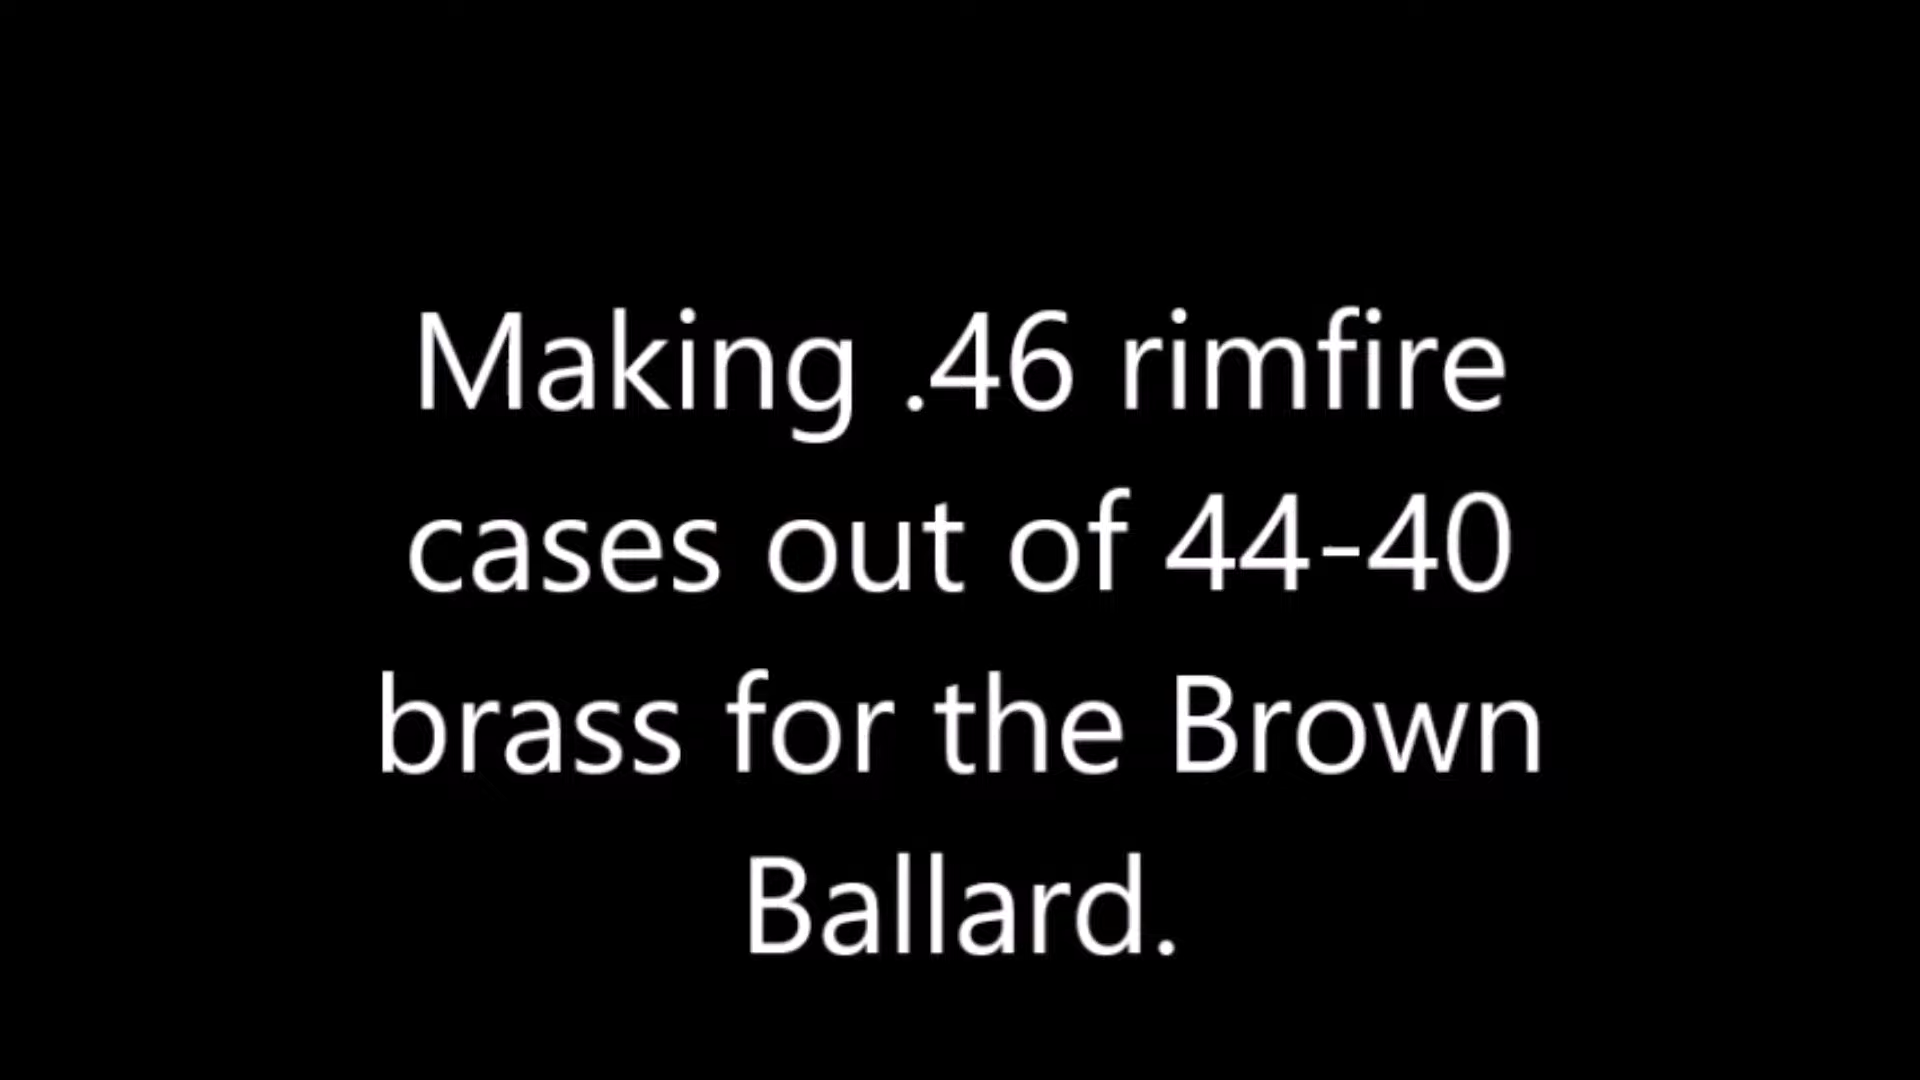 Making .46 rimfire
cases out of 44-40
brass for the Brown
Ballard.